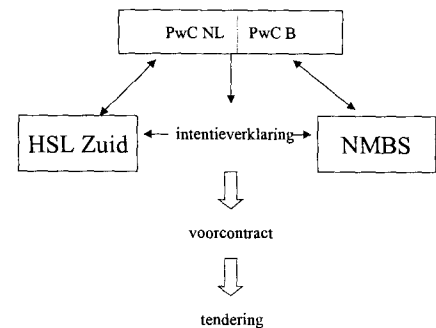 PwC NL PwC B
HSL Zuid intentieverklaring NMBS
voorcontract
tendering